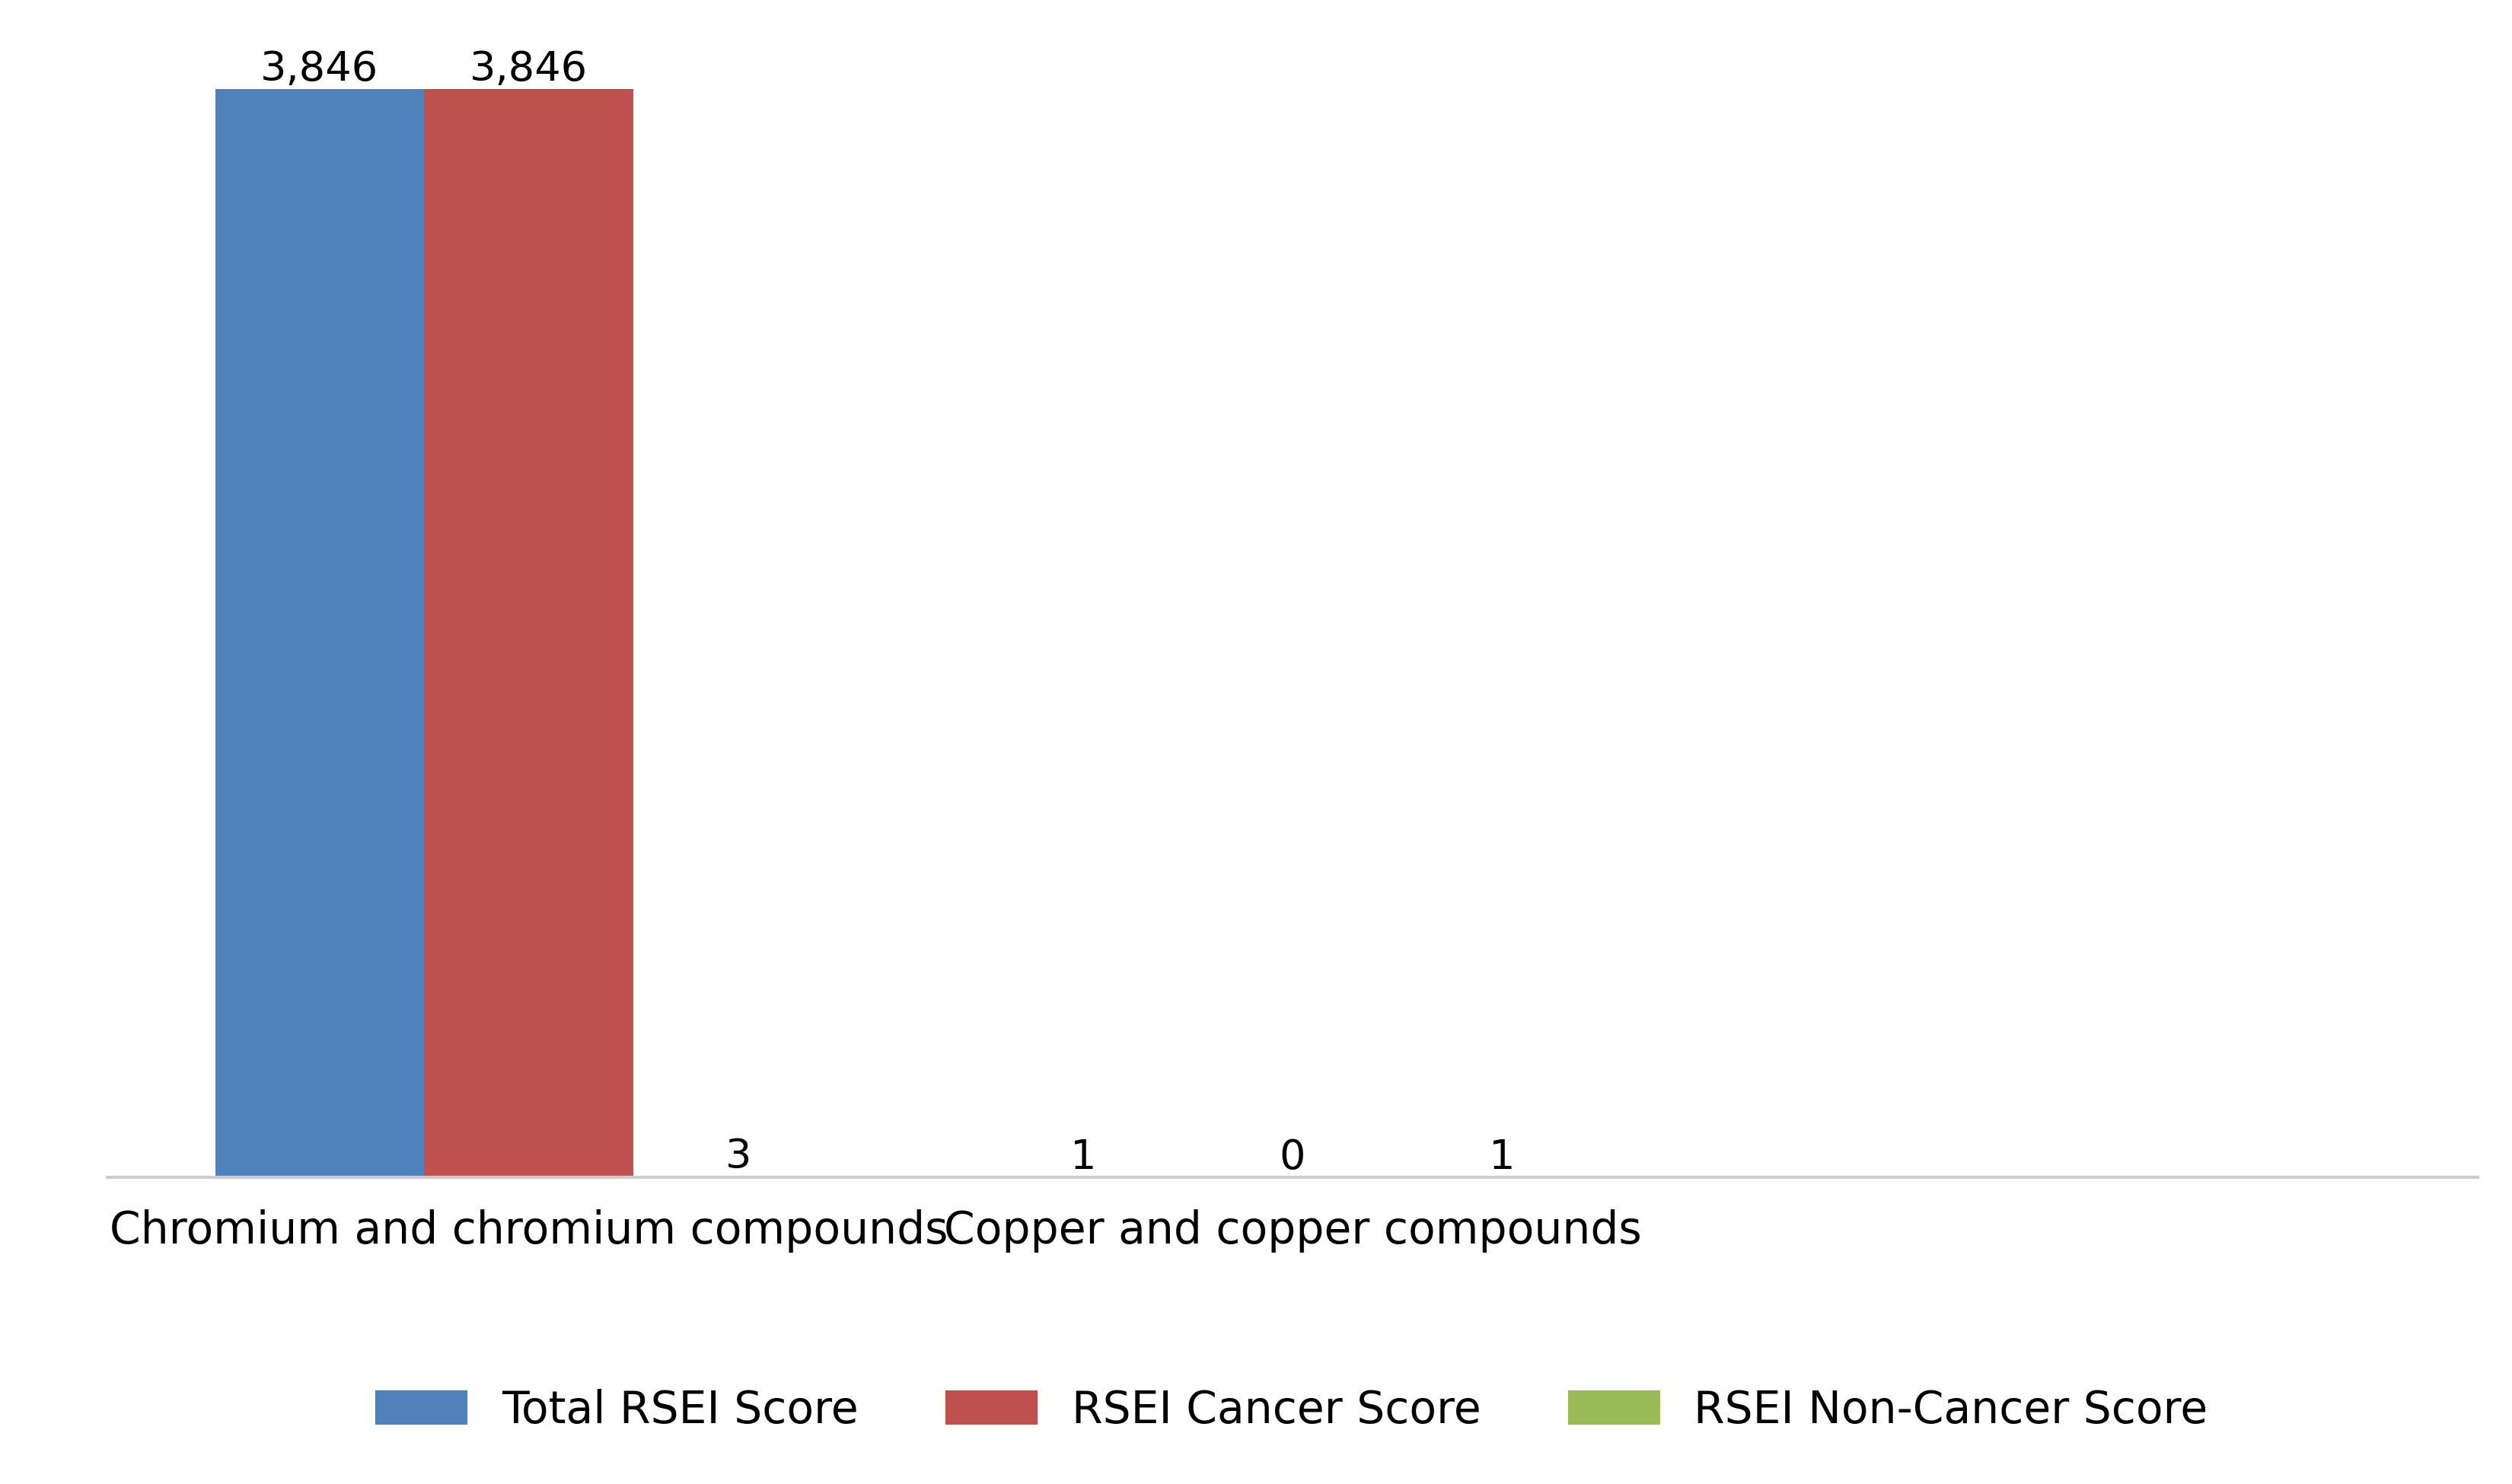 3,846 3,846
3 1 0 1
Chromium and chromium compounds Copper and copper compounds
Total RSEI Score RSEI Cancer Score RSEI Non-Cancer Score